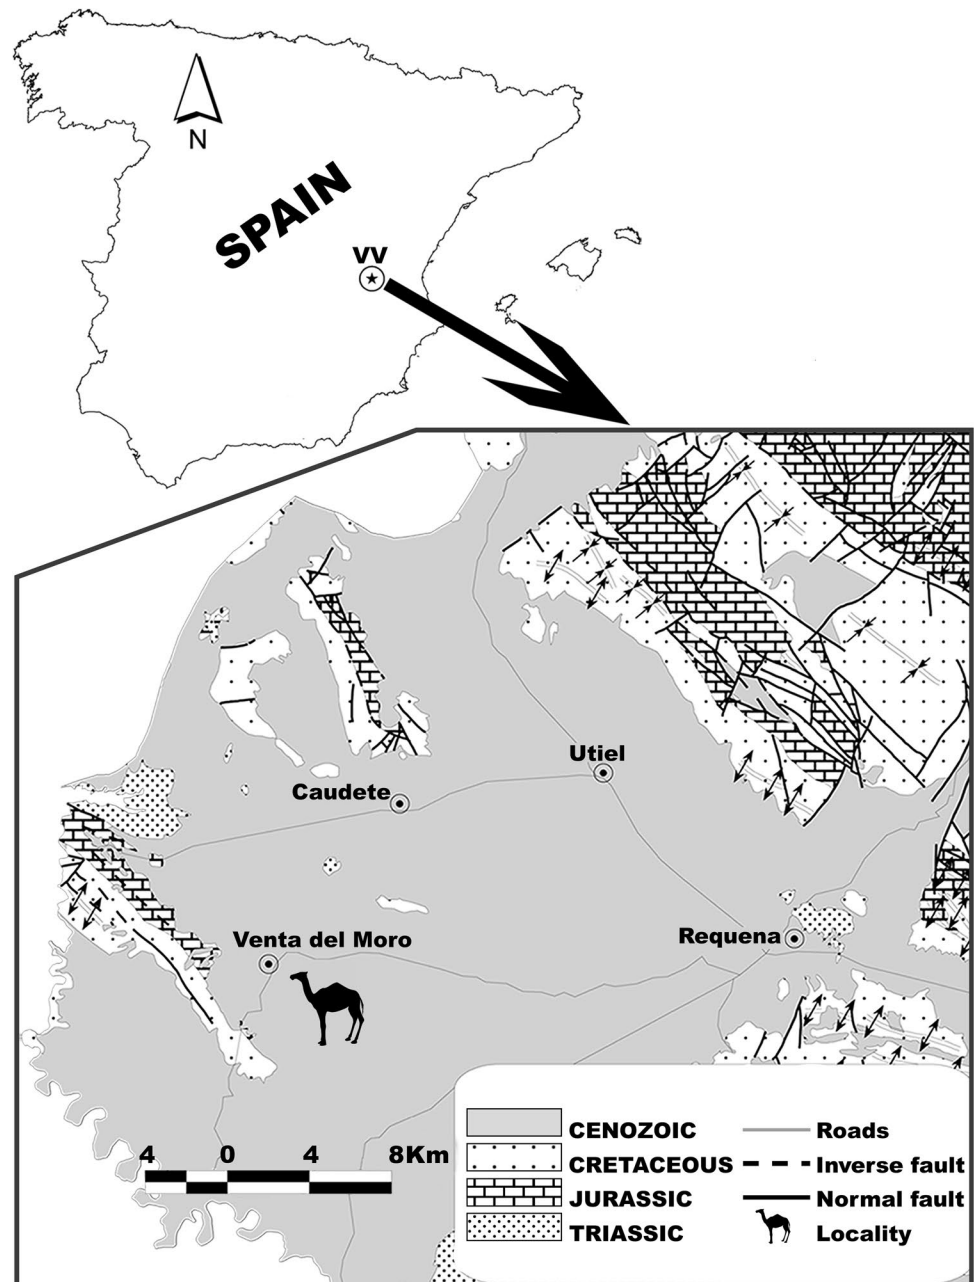 N
SPAIN
VV
Utiel
Caudete
Venta del Moro
Requena
4 0 4 8Km
CENOZOIC
CRETACEOUS
JURASSIC
TRIASSIC
Roads
Inverse fault
Normal fault
Locality